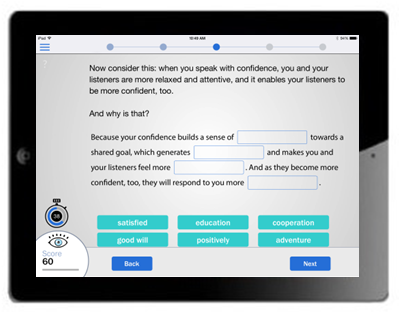 iPad
10:45 AM
94%
?
Now consider this: when you speak with confidence, you and your
listeners are more relaxed and attentive, and it enables your listeners to
be more confident, too.
And why is that?
Because your confidence builds a sense of towards a
shared goal, which generates and makes you and
your listeners feel more . And as they become more
confident, too, they will respond to you more .
satisfied education cooperation
good will positively adventure
Score
60
Back Next